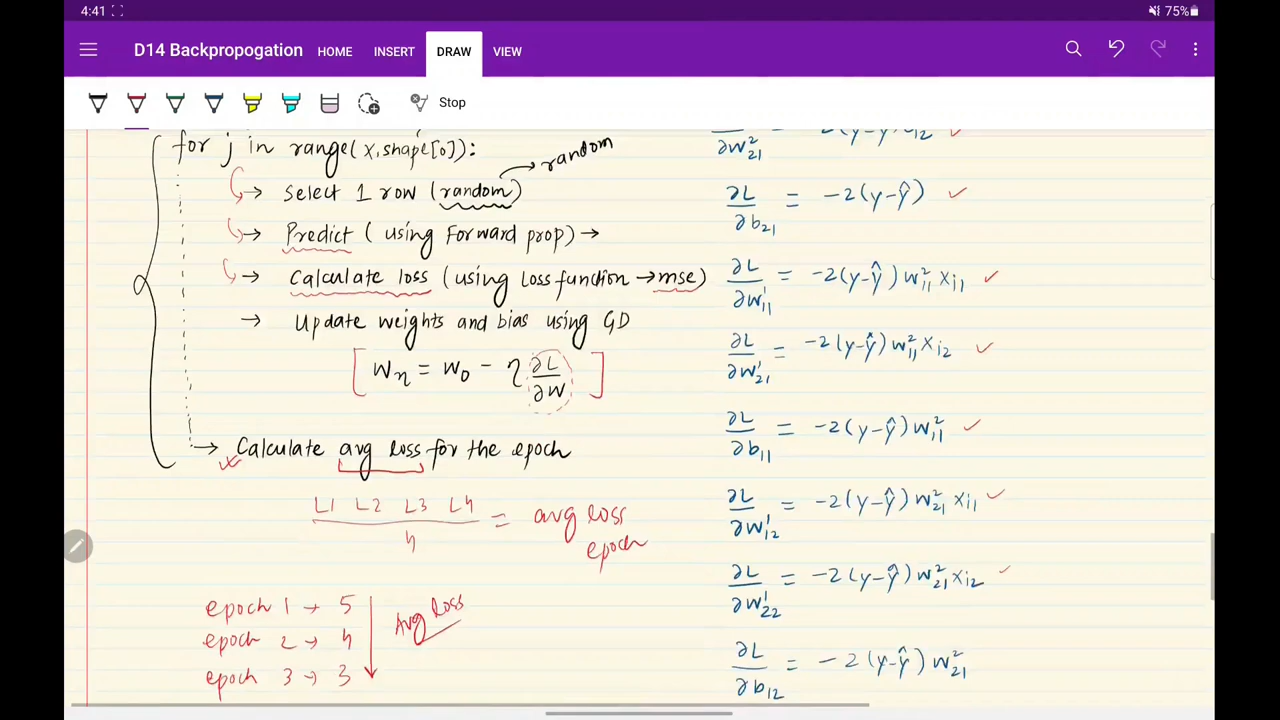 4:41
75%
D14 Backpropogation
HOME
INSERT
DRAW
VIEW
Stop
for j in range(x,shape[0]):
random
→ Select 1 row (random)
→ Predict ( using Forward prop) →
→ Calculate loss (using Loss function → mse)
→ Update weights and bias using GD
[ Wn = Wo - η ∂L/∂W ]
→ Calculate avg loss for the epoch
L1 L2 L3 L4 / 4 = avg loss
epoch
epoch 1 → 5
epoch 2 → 4
epoch 3 → 3
Avg loss
∂W²21
∂L/∂b21 = -2(y-ŷ) ✓
∂L/∂W¹11 = -2(y-ŷ) W²11 Xi1 ✓
∂L/∂W¹21 = -2(y-ŷ) W²11 Xi2 ✓
∂L/∂b11 = -2(y-ŷ) W²11 ✓
∂L/∂W¹12 = -2(y-ŷ) W²21 Xi1 ✓
∂L/∂W¹22 = -2(y-ŷ) W²21 Xi2 ✓
∂L/∂b12 = -2(y-ŷ) W²21